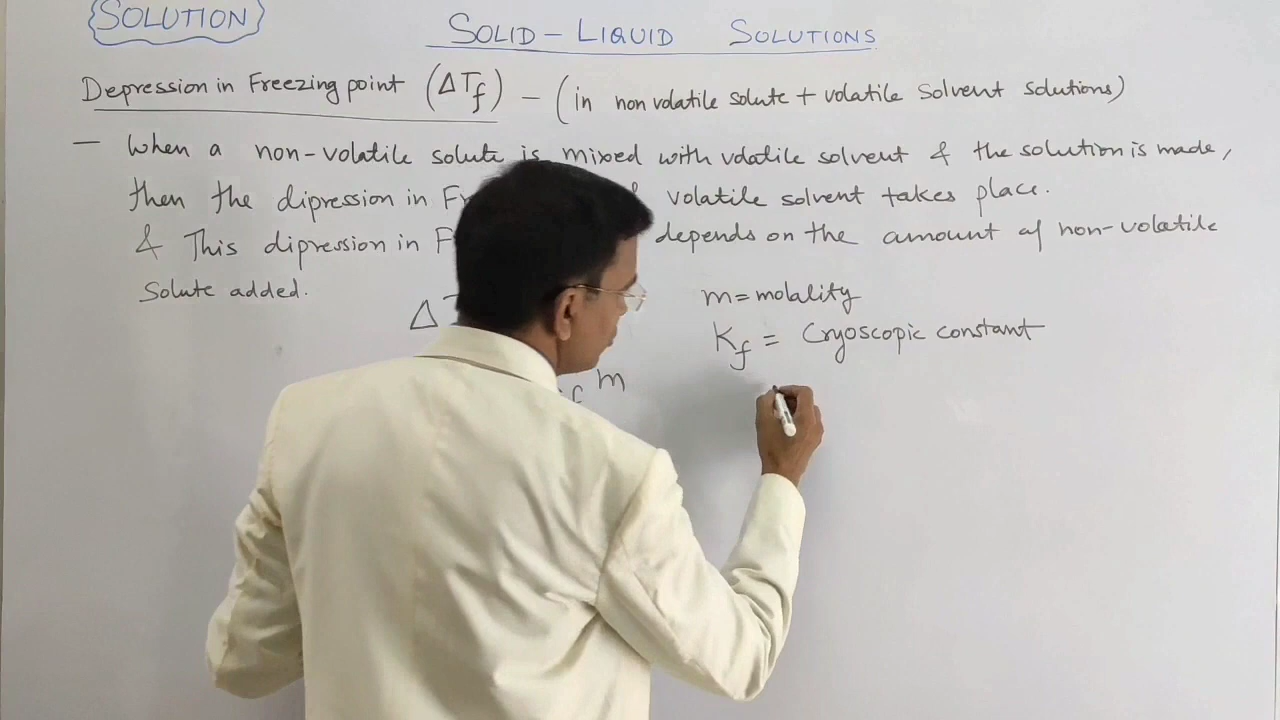 SOLUTION
SOLID-LIQUID SOLUTIONS
Depression in Freezing point (ΔTf) - (in non volatile solute + volatile solvent solutions)
- When a non-volatile solute is mixed with volatile solvent & the solution is made,
then the dipression in volatile solvent takes place.
& This dipression in depends on the amount of non-volatile
Solute added.
m = molality
Δ
Kf = Cryoscopic constant
m